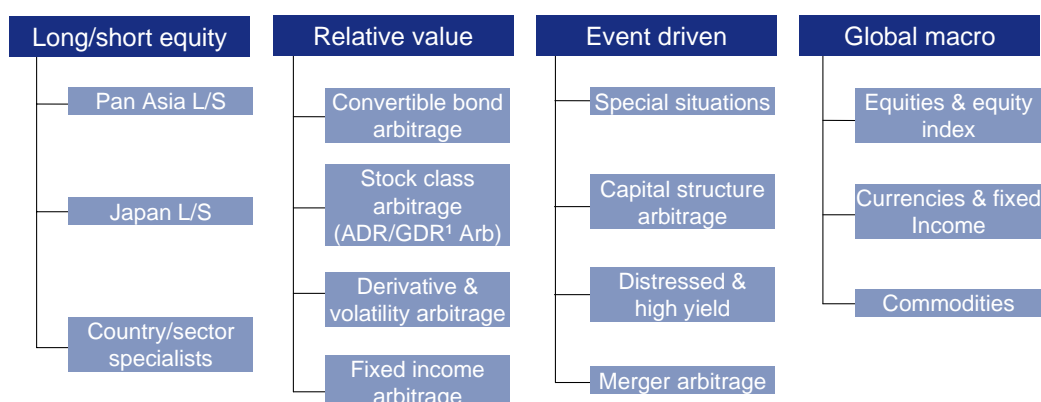 Long/short equity
Pan Asia L/S
Japan L/S
Country/sector
specialists
Relative value
Convertible bond
arbitrage
Stock class
arbitrage
(ADR/GDR¹ Arb)
Derivative &
volatility arbitrage
Fixed income
arbitrage
Event driven
Special situations
Capital structure
arbitrage
Distressed &
high yield
Merger arbitrage
Global macro
Equities & equity
index
Currencies & fixed
Income
Commodities